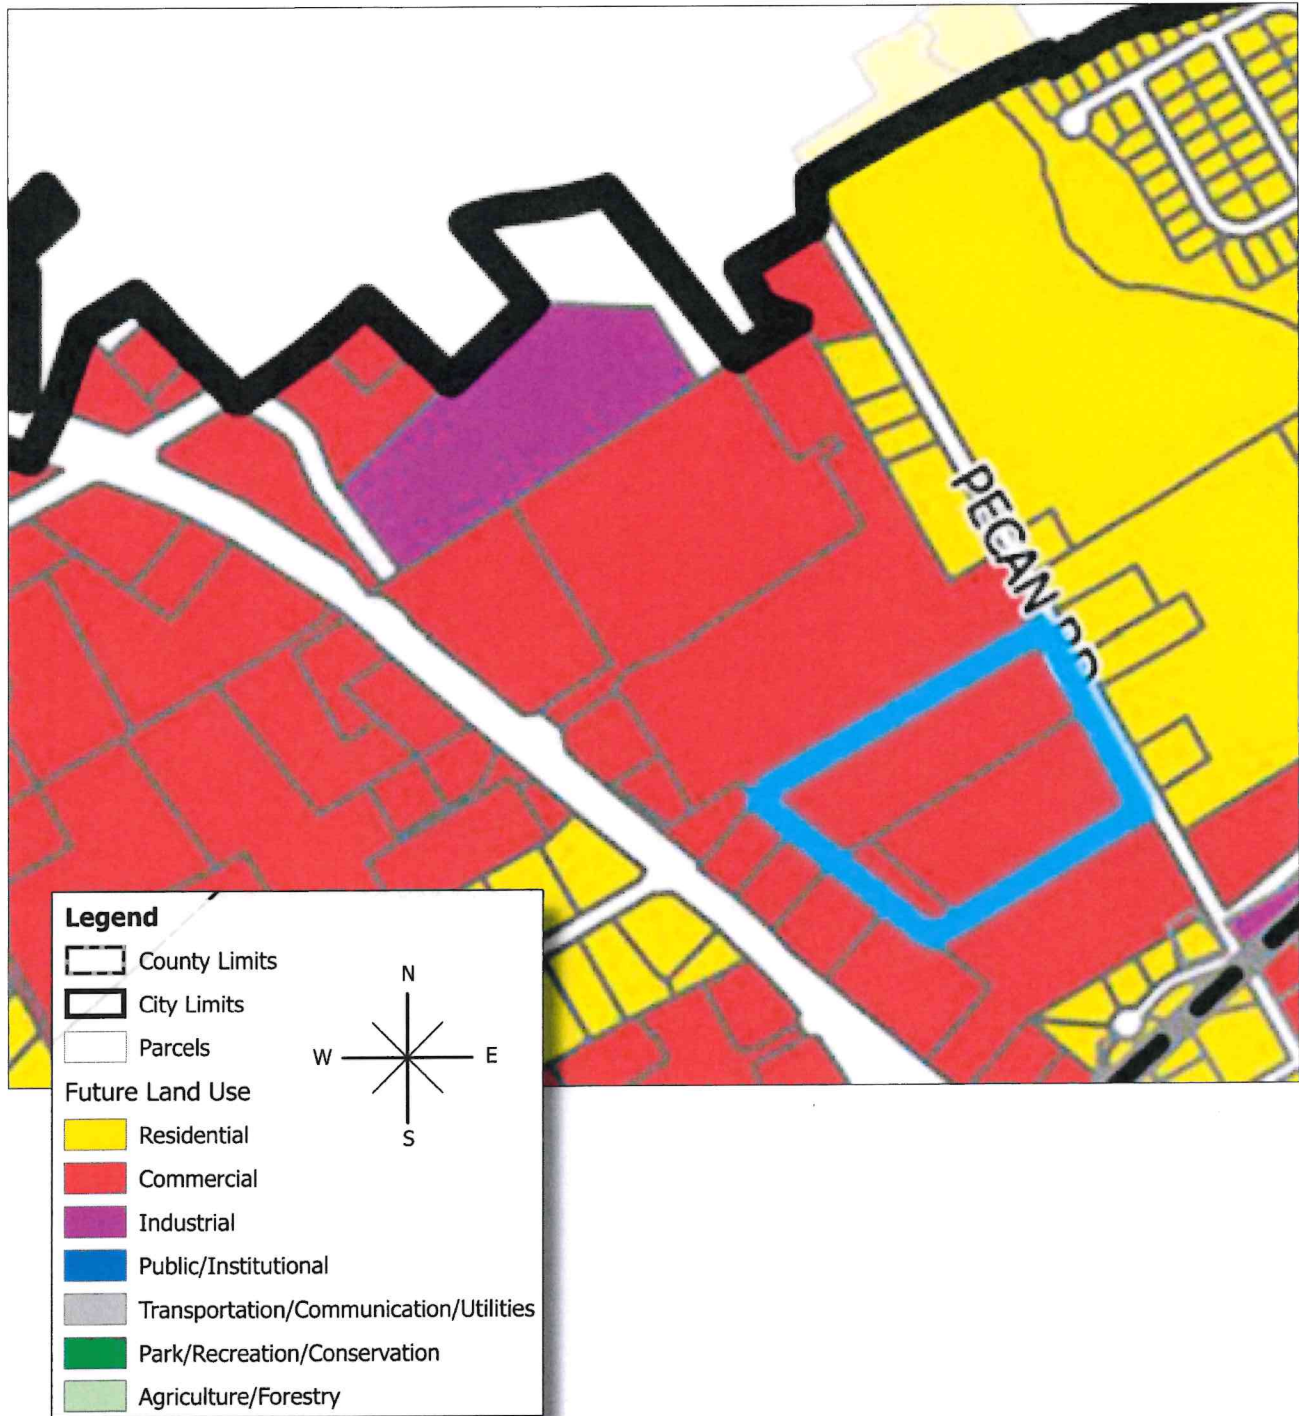 PECAN RD
Legend
County Limits
City Limits
Parcels
Future Land Use
Residential
Commercial
Industrial
Public/Institutional
Transportation/Communication/Utilities
Park/Recreation/Conservation
Agriculture/Forestry
N
W
E
S